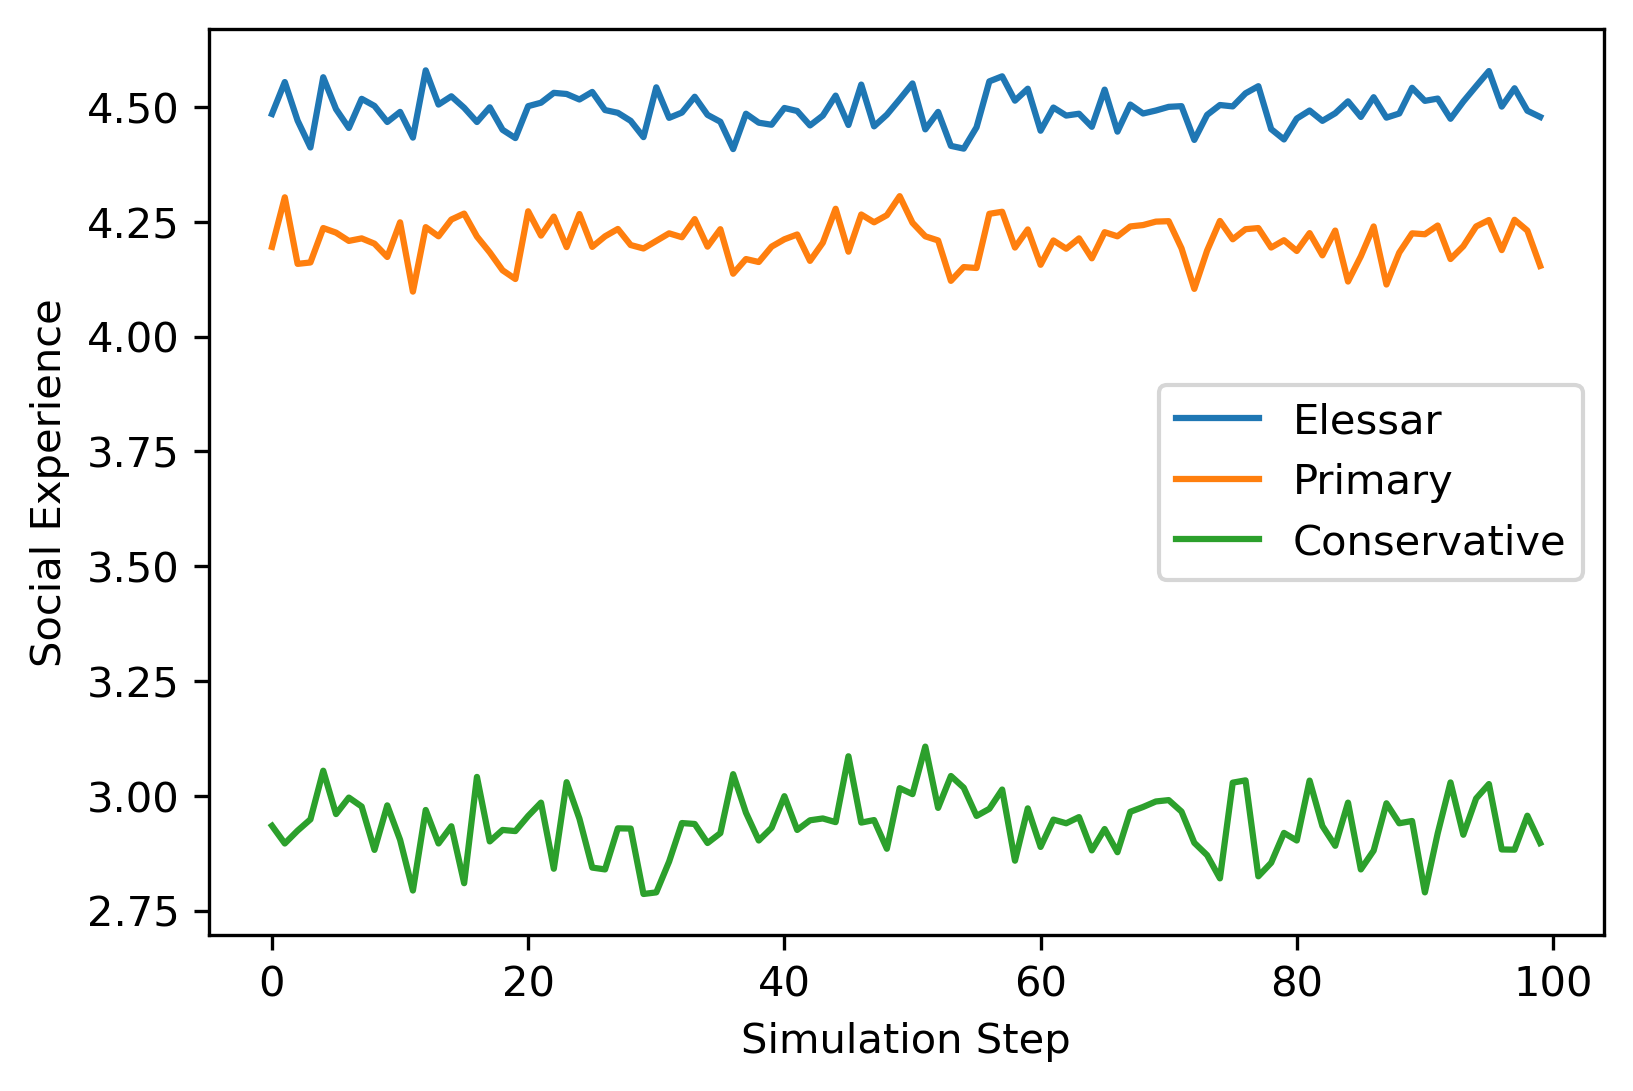 Social Experience
4.50
4.25
4.00
3.75
3.50
3.25
3.00
2.75
Elessar
Primary
Conservative
0 20 40 60 80 100
Simulation Step